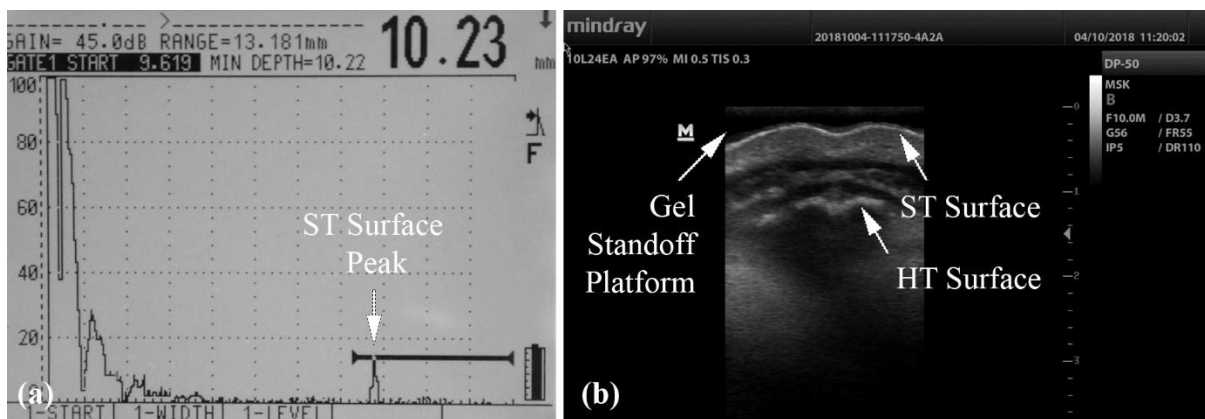 10.23
mm
GAIN= 45.0dB RANGE=13.181mm
GATE1 START 9.619 MIN DEPTH=10.22
100
80
60
40
20
F
ST Surface
Peak
(a)
1-START 1-WIDTH 1-LEVEL
mindray
20181004-111750-4A2A
04/10/2018 11:20:02
10L24EA AP 97% MI 0.5 TIS 0.3
DP-50
MSK
B
F10.0M / D3.7
G56 / FR55
IP5 / DR110
M
0
1
2
3
Gel
Standoff
Platform
ST Surface
HT Surface
(b)